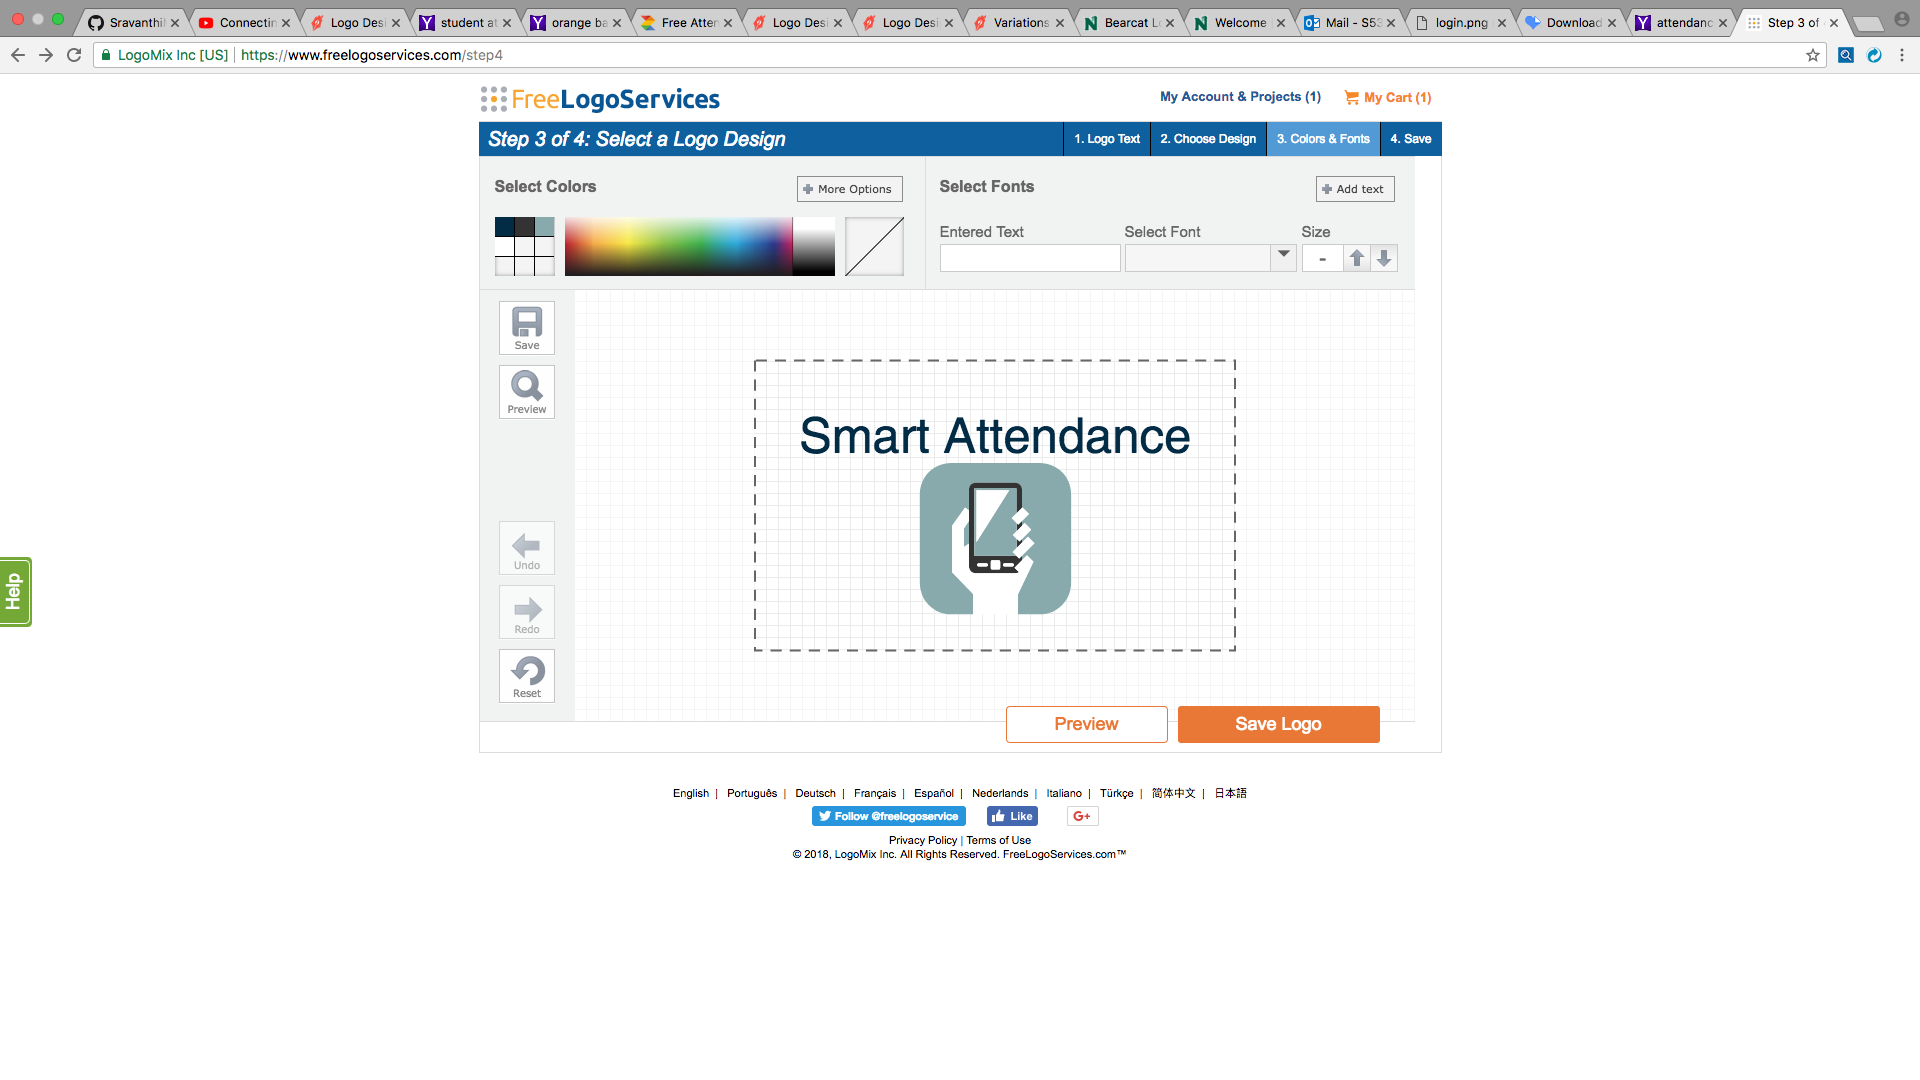 Sravanthil
Connectin
Logo Desi
student at
orange ba
Free Atten
Logo Desi
Logo Desi
Variations
Bearcat Lo
Welcome
Mail - S53
login.png
Download
attendanc
Step 3 of
LogoMix Inc [US] | https://www.freelogoservices.com/step4
FreeLogoServices
My Account & Projects (1)
My Cart (1)
Step 3 of 4: Select a Logo Design
1. Logo Text
2. Choose Design
3. Colors & Fonts
4. Save
Select Colors
More Options
Select Fonts
Add text
Entered Text
Select Font
Size
-
Save
Preview
Undo
Redo
Reset
Help
Smart Attendance
Preview
Save Logo
English | Português | Deutsch | Français | Español | Nederlands | Italiano | Türkçe | 简体中文 | 日本語
Follow @freelogoservice
Like
G+
Privacy Policy | Terms of Use
© 2018, LogoMix Inc. All Rights Reserved. FreeLogoServices.com™